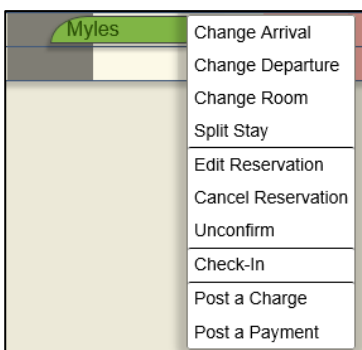 Myles
Change Arrival
Change Departure
Change Room
Split Stay
Edit Reservation
Cancel Reservation
Unconfirm
Check-In
Post a Charge
Post a Payment